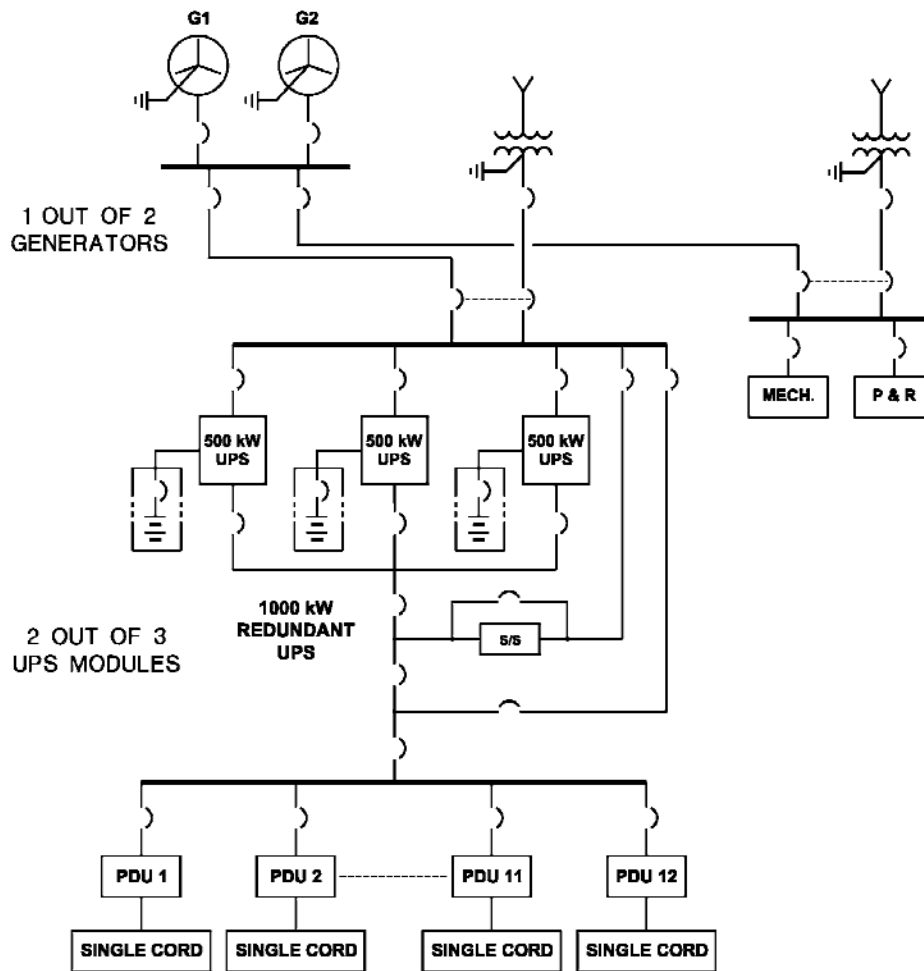 G1
G2
1 OUT OF 2
GENERATORS
MECH.
P & R
500 kW
UPS
500 kW
UPS
500 kW
UPS
1000 kW
REDUNDANT
UPS
S/S
2 OUT OF 3
UPS MODULES
PDU 1
PDU 2
PDU 11
PDU 12
SINGLE CORD
SINGLE CORD
SINGLE CORD
SINGLE CORD